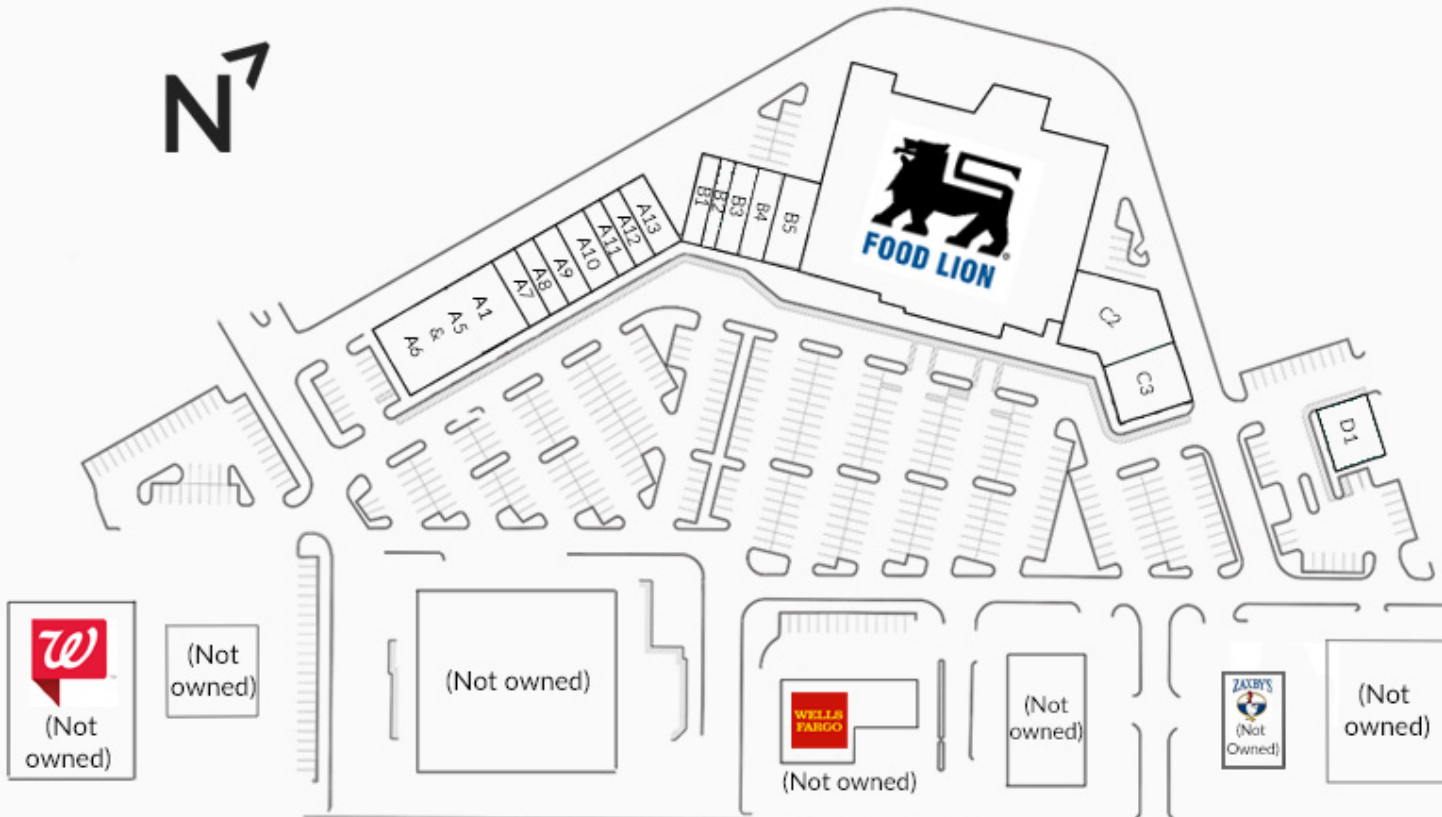 N
FOOD LION
B1
B2
B3
B4
B5
A13
A12
A11
A10
A9
A8
A7
A1
A5
&
A6
C2
C3
D1
W
(Not
owned)
(Not
owned)
(Not owned)
WELLS
FARGO
(Not owned)
(Not
owned)
ZAXBY'S
(Not
Owned)
(Not
owned)